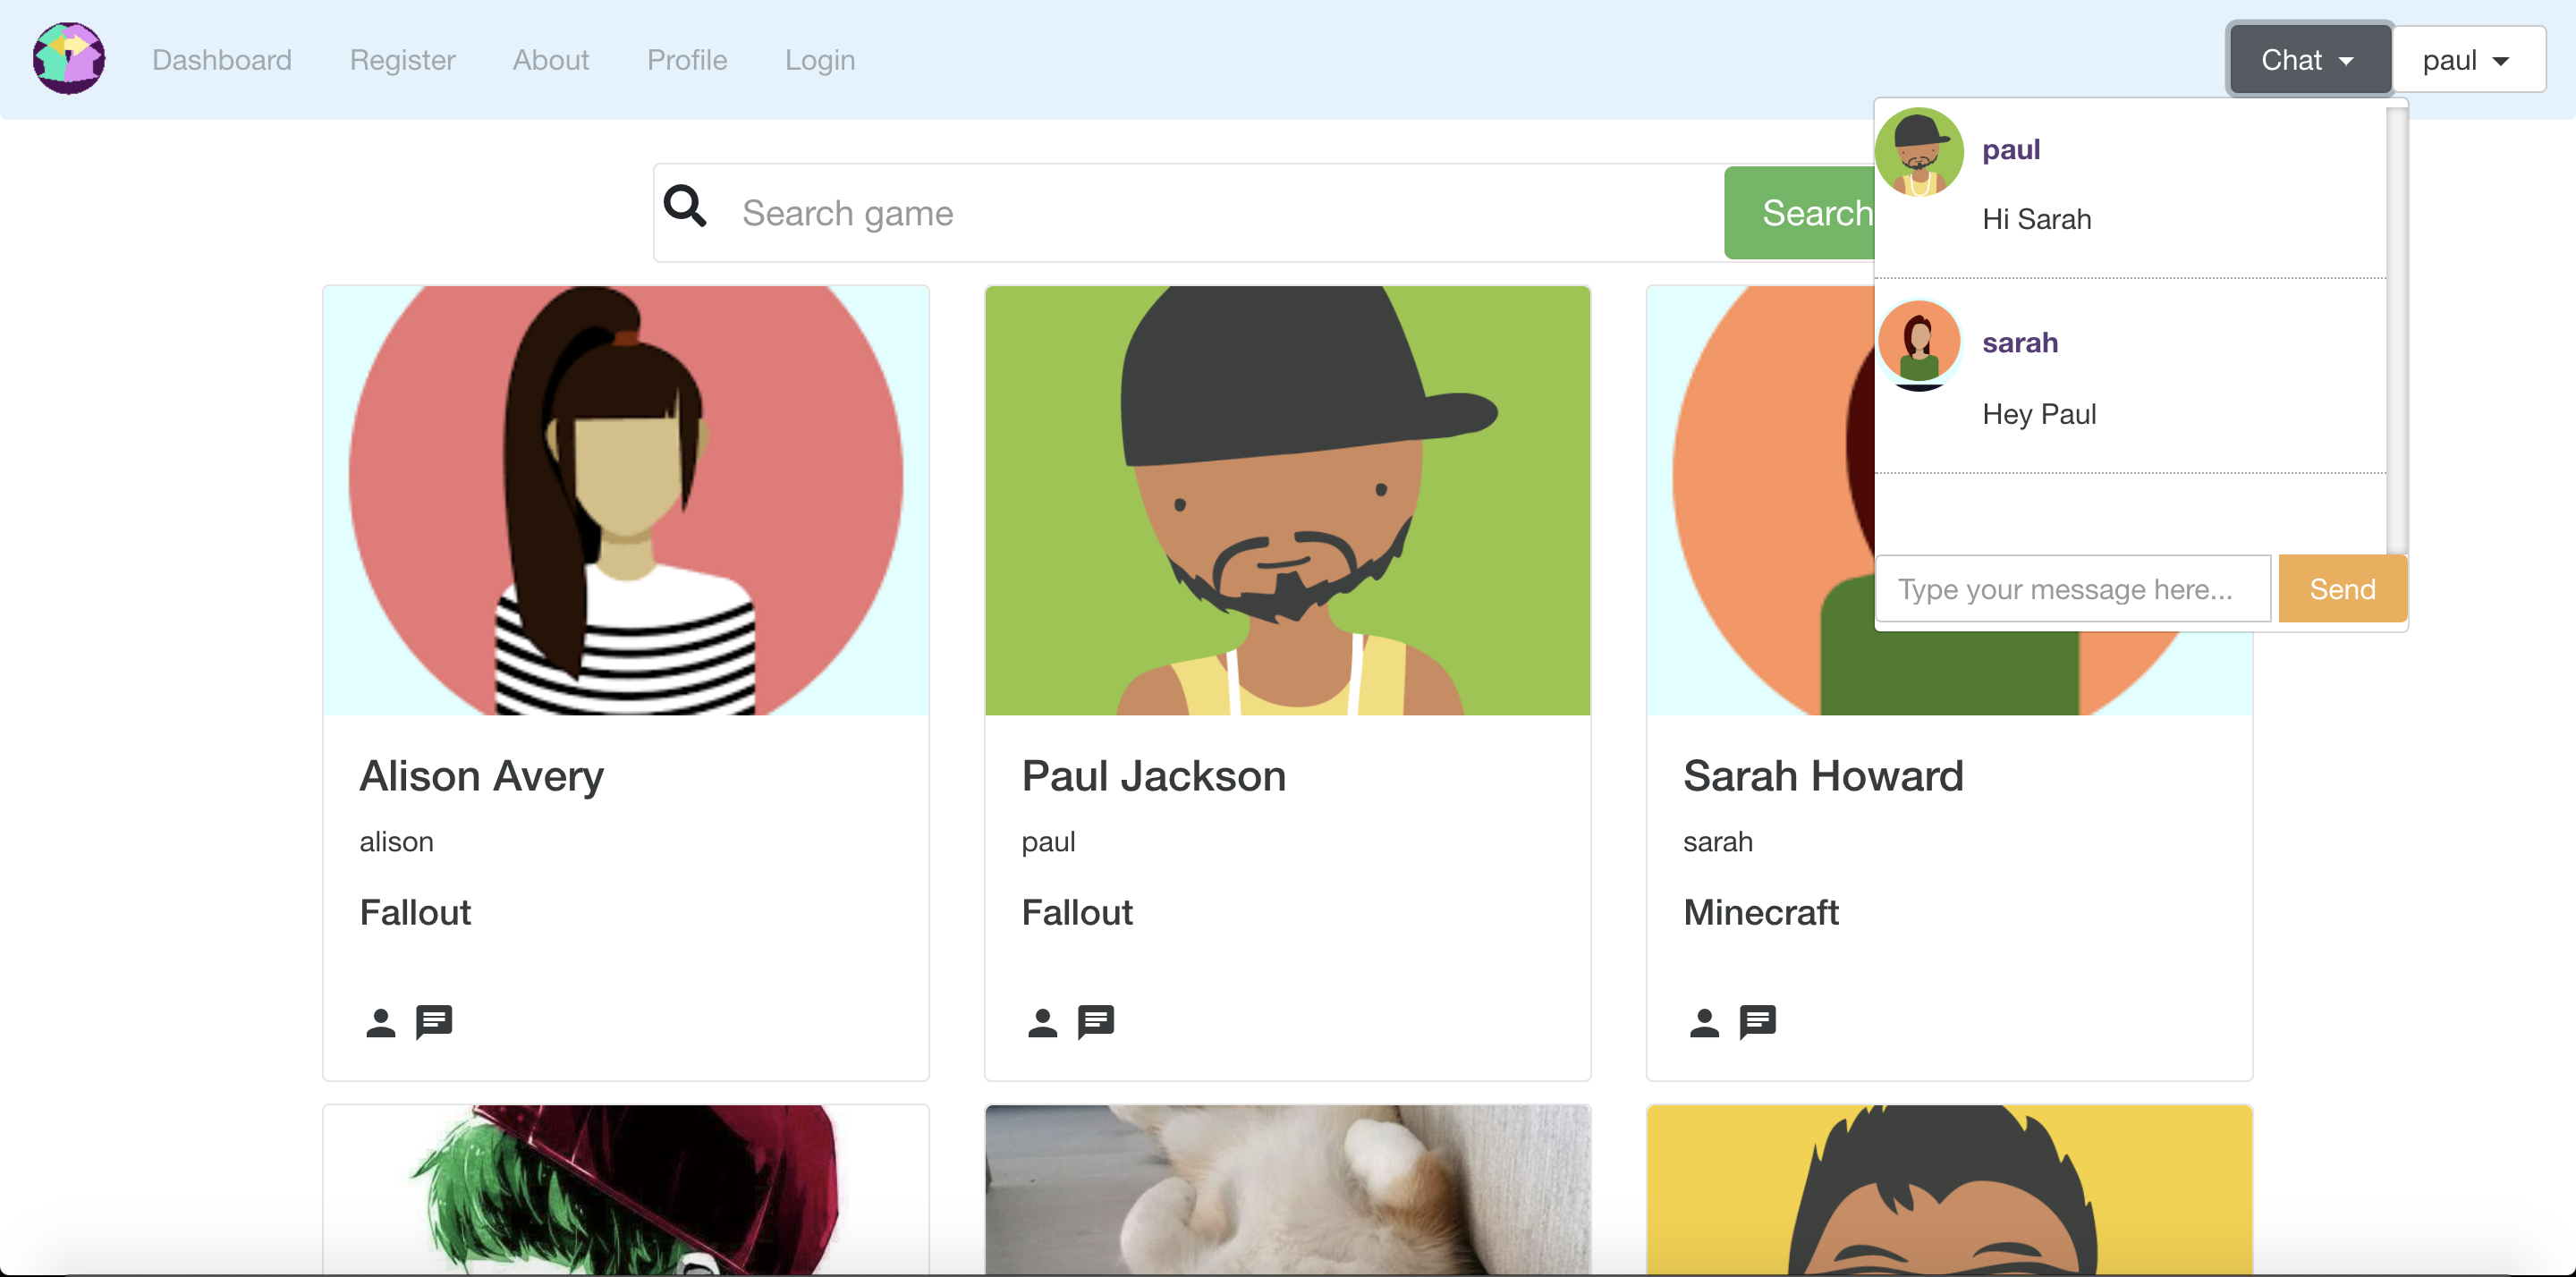 Dashboard Register About Profile Login Chat paul
Search game Search
paul
Hi Sarah
sarah
Hey Paul
Type your message here... Send
Alison Avery
alison
Fallout
Paul Jackson
paul
Fallout
Sarah Howard
sarah
Minecraft